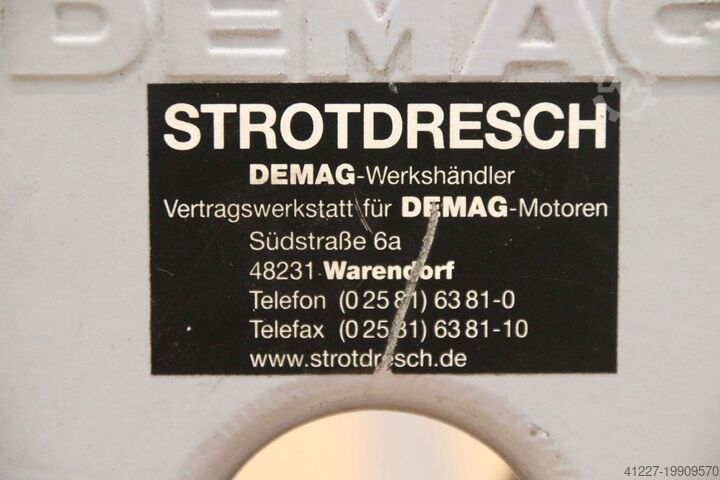 DEMAG
STROTDRESCH
DEMAG-Werkshändler
Vertragswerkstatt für DEMAG-Motoren
Südstraße 6a
48231 Warendorf
Telefon (0 25 81) 63 81-0
Telefax (0 25 81) 63 81-10
www.strotdresch.de
41227-19909570